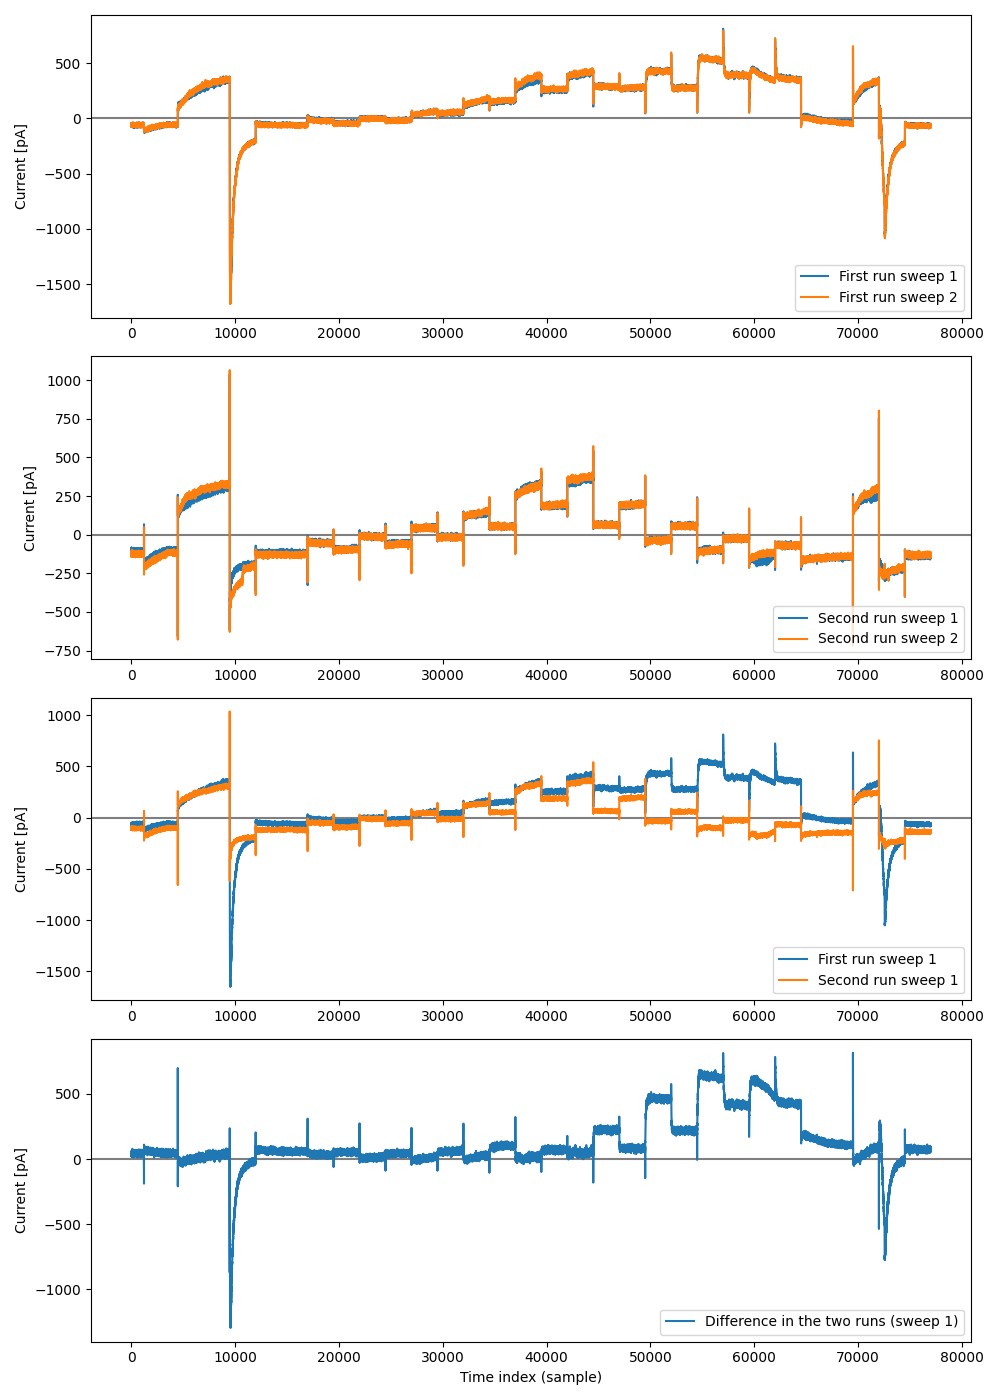 500
0
−500
−1000
−1500
Current [pA]
First run sweep 1
First run sweep 2
0 10000 20000 30000 40000 50000 60000 70000 80000
1000
750
500
250
0
−250
−500
−750
Current [pA]
Second run sweep 1
Second run sweep 2
0 10000 20000 30000 40000 50000 60000 70000 80000
1000
500
0
−500
−1000
−1500
Current [pA]
First run sweep 1
Second run sweep 1
0 10000 20000 30000 40000 50000 60000 70000 80000
500
0
−500
−1000
Current [pA]
Difference in the two runs (sweep 1)
0 10000 20000 30000 40000 50000 60000 70000 80000
Time index (sample)